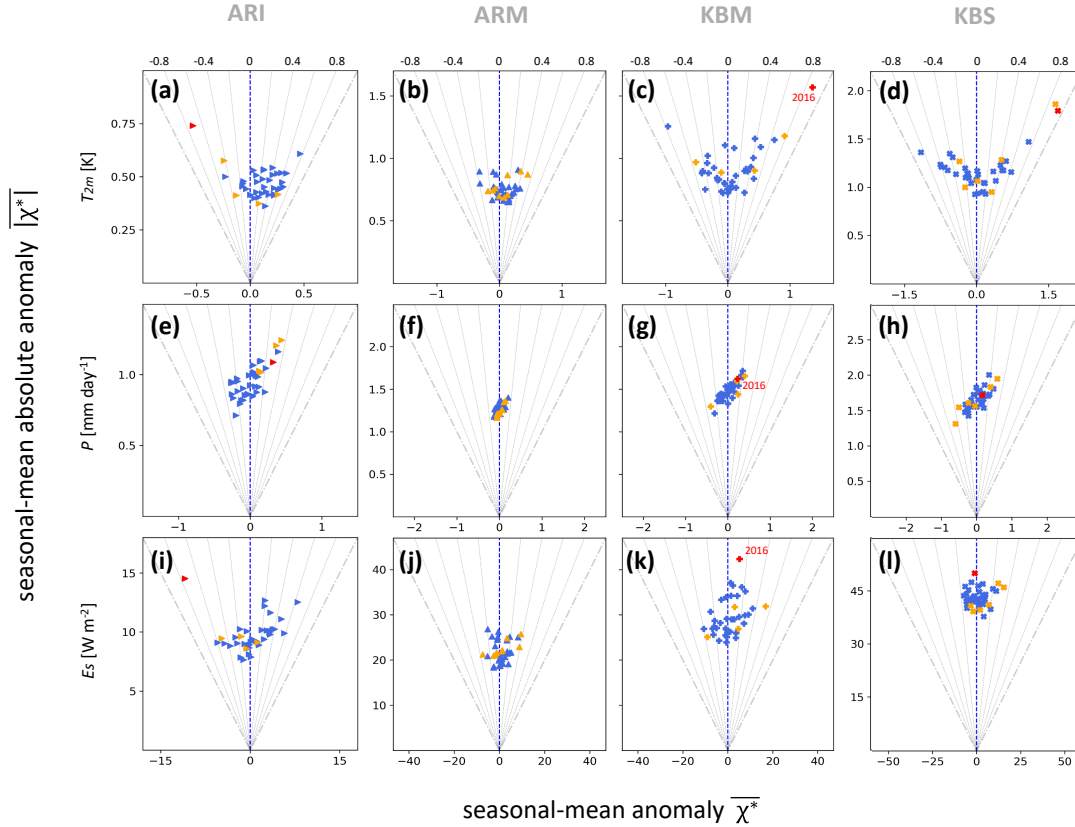 ARI ARM KBM KBS
-0.8 -0.4 0 0.4 0.8 -0.8 -0.4 0 0.4 0.8 -0.8 -0.4 0 0.4 0.8 -0.8 -0.4 0 0.4 0.8
(a) (b) (c) (d)
2016
0.75 0.50 0.25
1.5 1.0 0.5
2.0 1.5 1.0 0.5
T2m [K]
−0.5 0.0 0.5 −1 0 1 −1 0 1 −1.5 0.0 1.5
(e) (f) (g) (h)
2016
1.0 0.5
2.0 1.5 1.0 0.5
2.5 2.0 1.5 1.0 0.5
P [mm day-1]
−1 0 1 −2 −1 0 1 2 −2 −1 0 1 2 −2 −1 0 1 2
(i) (j) (k) (l)
2016
15 10 5
40 30 20 10
45 30 15
Es [W m-2]
−15 0 15 −40 −20 0 20 40 −40 −20 0 20 40 −50 −25 0 25 50
seasonal-mean absolute anomaly |χ*|
seasonal-mean anomaly χ*